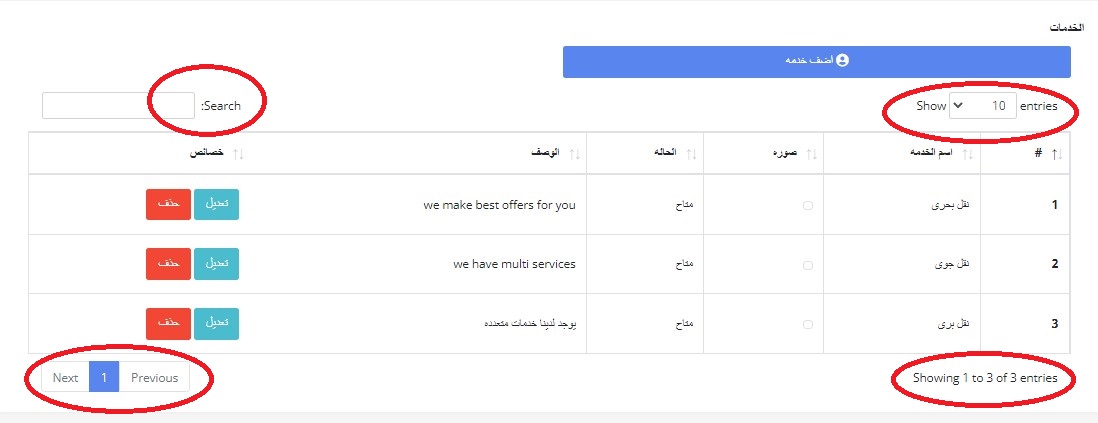 الخدمات
اضف خدمه
Show 10 entries
Search:
# اسم الخدمه صوره الحاله الوصف خصائص
1 نقل بحرى متاح we make best offers for you تعديل حذف
2 نقل جوى متاح we have multi services تعديل حذف
3 نقل برى متاح يوجد لدينا خدمات متعدده تعديل حذف
Showing 1 to 3 of 3 entries
Previous 1 Next